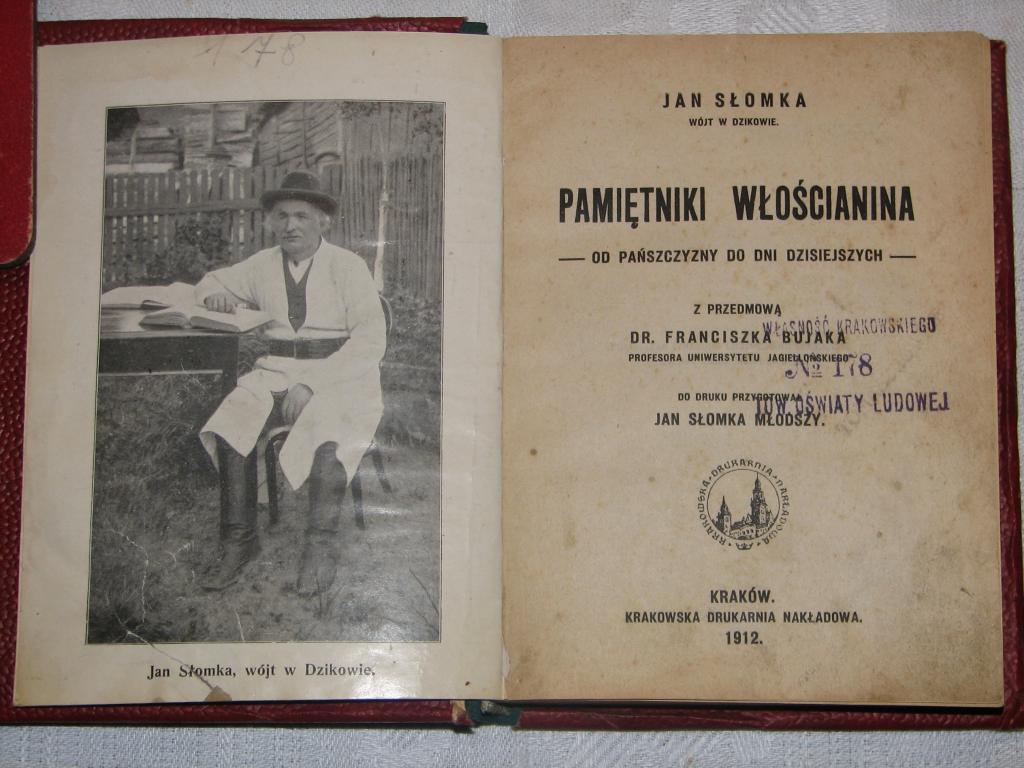 1 78
Jan Słomka, wójt w Dzikowie.
JAN SŁOMKA
WÓJT W DZIKOWIE.
PAMIĘTNIKI WŁOŚCIANINA
— OD PAŃSZCZYZNY DO DNI DZISIEJSZYCH —
Z PRZEDMOWĄ
DR. FRANCISZKA BUJAKA
PROFESORA UNIWERSYTETU JAGIELLOŃSKIEGO
WŁASNOŚĆ KRAKOWSKIEGO
№ 178
TOW. OŚWIATY LUDOWEJ
DO DRUKU PRZYGOTOWAŁ
JAN SŁOMKA MŁODSZY.
KRAKOWSKA DRUKARNIA NAKŁADOWA
KRAKÓW.
KRAKOWSKA DRUKARNIA NAKŁADOWA.
1912.